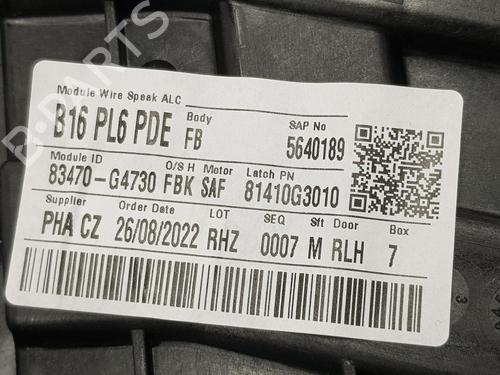 Module Wire Speak ALC
B16 PL6 PDE Body FB SAP No 5640189
Module ID O/S H Motor Latch PN
83470-G4730 FBK SAF 81410G3010
Supplier Order Date LOT SEQ Sft Door Box
PHA CZ 26/08/2022 RHZ 0007 M RLH 7
B-PARTS